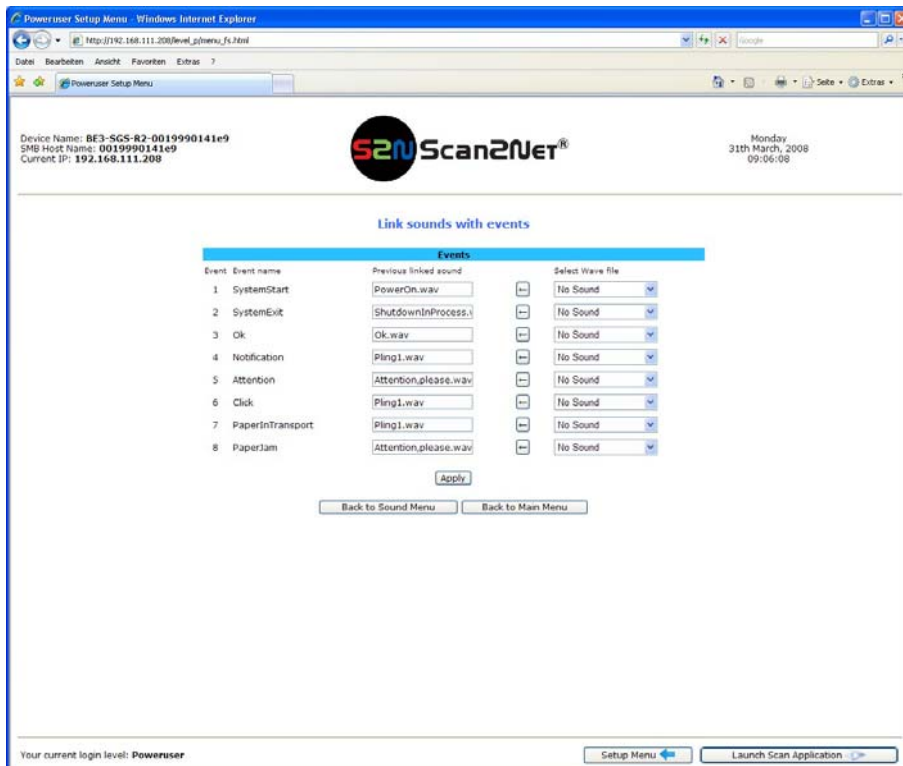 Poweruser Setup Menu - Windows Internet Explorer
http://192.168.111.208/level_p/menu_fs.html
Google
Datei Bearbeiten Ansicht Favoriten Extras ?
Poweruser Setup Menu
Seite Extras
Device Name: BE3-SGS-R2-0019990141e9
SMB Host Name: 0019990141e9
Current IP: 192.168.111.208
S2N Scan2Net®
Monday
31th March, 2008
09:06:08
Link sounds with events
Events
Event Event name Previous linked sound Select Wave file
1 SystemStart PowerOn.wav ← No Sound
2 SystemExit ShutdownInProcess. ← No Sound
3 Ok Ok.wav ← No Sound
4 Notification Pling1.wav ← No Sound
5 Attention Attention,please.wav ← No Sound
6 Click Pling1.wav ← No Sound
7 PaperInTransport Pling1.wav ← No Sound
8 PaperJam Attention,please.wav ← No Sound
Apply
Back to Sound Menu Back to Main Menu
Your current login level: Poweruser
Setup Menu Launch Scan Application